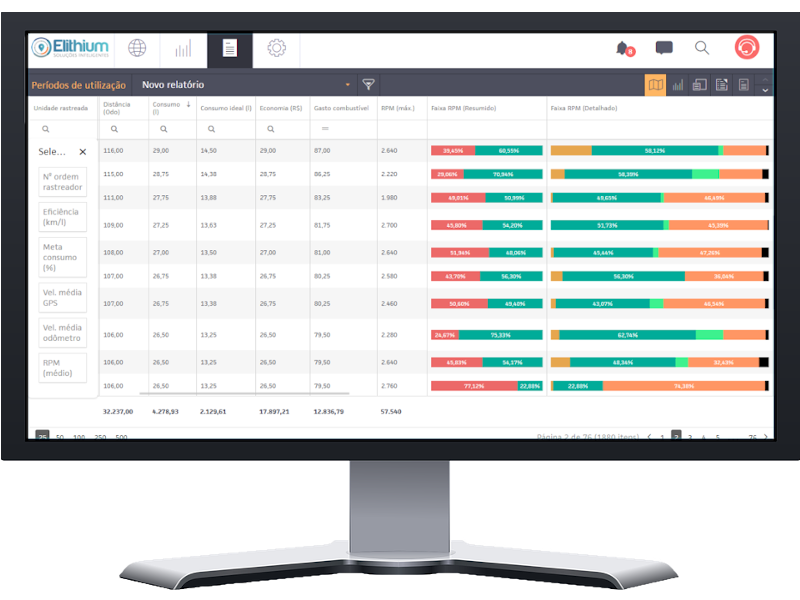 Elithium
SOLUÇÕES INTELIGENTES
8
Períodos de utilização
Novo relatório
Unidade rastreada
Distância (Odo)
Consumo (l)
Consumo ideal (l)
Economia (R$)
Gasto combustível
RPM (máx.)
Faixa RPM (Resumido)
Faixa RPM (Detalhado)
Sele... ×
Nº ordem
rastreador
Eficiência
(km/l)
Meta
consumo
(%)
Vel. média
GPS
Vel. média
odômetro
RPM
(médio)
116,00 29,00 14,50 29,00 87,00 2.640 39,45% 60,55% 58,12%
115,00 28,75 14,38 28,75 86,25 2.220 29,06% 70,94% 58,39%
111,00 27,75 13,88 27,75 83,25 1.980 49,01% 50,99% 49,65% 46,49%
109,00 27,25 13,63 27,25 81,75 2.700 45,80% 54,20% 51,73% 45,39%
108,00 27,00 13,50 27,00 81,00 2.640 51,94% 48,06% 45,44% 47,26%
107,00 26,75 13,38 26,75 80,25 2.580 43,70% 56,30% 56,30% 36,04%
107,00 26,75 13,38 26,75 80,25 2.460 50,60% 49,40% 43,07% 46,54%
106,00 26,50 13,25 26,50 79,50 2.280 24,67% 75,33% 62,74%
106,00 26,50 13,25 26,50 79,50 2.640 45,83% 54,17% 48,34% 32,43%
106,00 26,50 13,25 26,50 79,50 2.760 77,12% 22,88% 22,88% 74,38%
32.237,00 4.278,93 2.129,61 17.897,21 12.836,79 57.540
25 50 100 250 500
Página 2 de 76 (1880 itens) 1 2 3 4 5 76